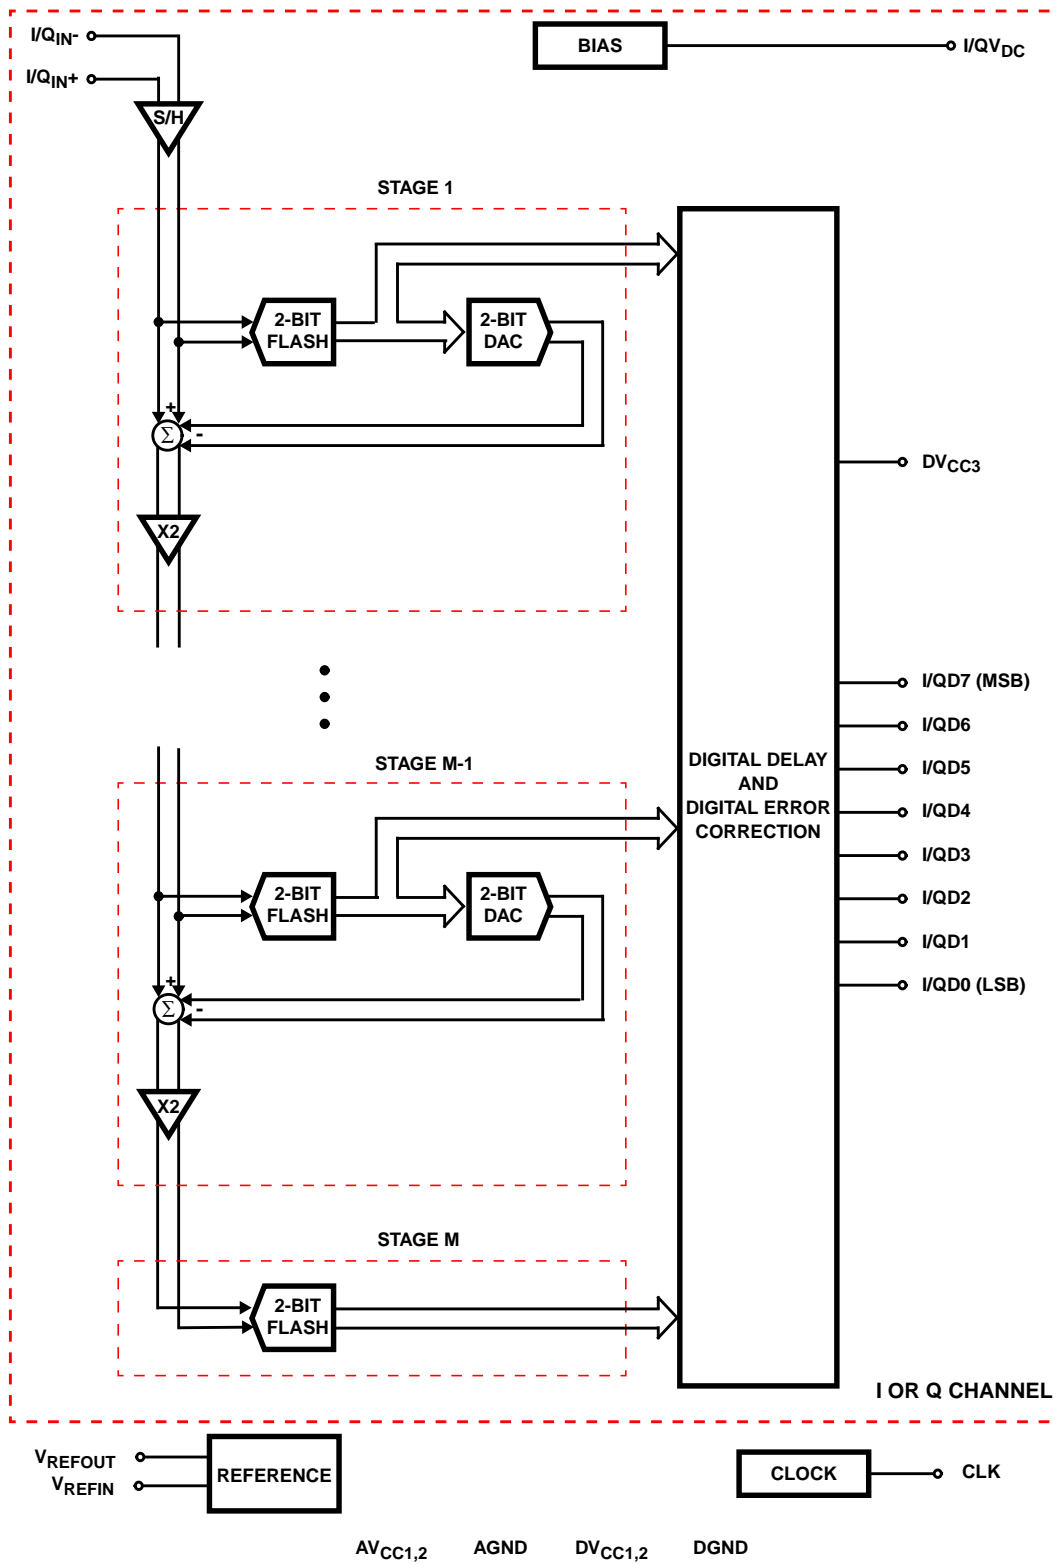 I/QIN-
I/QIN+
S/H
BIAS
I/QVDC
STAGE 1
2-BIT
FLASH
2-BIT
DAC
+
Σ
-
X2
DVCC3
I/QD7 (MSB)
I/QD6
I/QD5
I/QD4
I/QD3
I/QD2
I/QD1
I/QD0 (LSB)
DIGITAL DELAY
AND
DIGITAL ERROR
CORRECTION
STAGE M-1
2-BIT
FLASH
2-BIT
DAC
+
Σ
-
X2
STAGE M
2-BIT
FLASH
I OR Q CHANNEL
VREFOUT
VREFIN
REFERENCE
CLOCK
CLK
AVCC1,2 AGND DVCC1,2 DGND